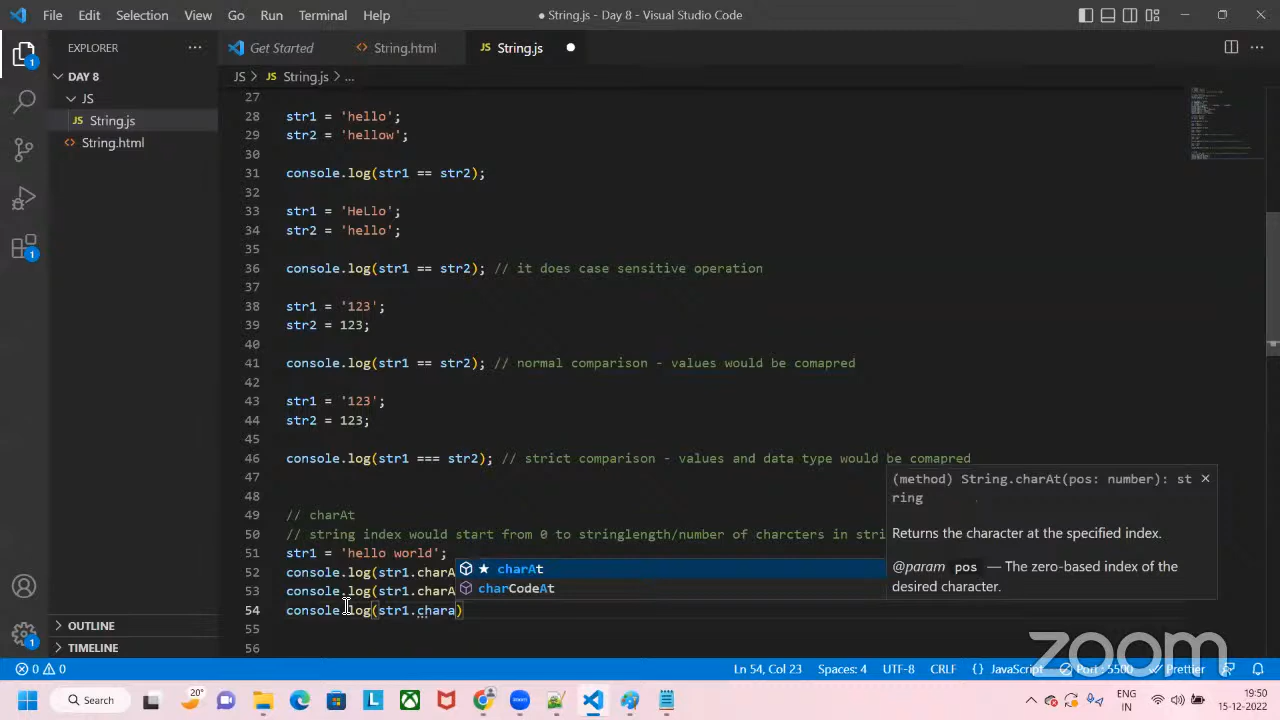 File Edit Selection View Go Run Terminal Help
● String.js - Day 8 - Visual Studio Code
EXPLORER ···
Get Started
<> String.html
JS String.js ●
DAY 8
JS > JS String.js > ...
JS
JS String.js
<> String.html
27
28 str1 = 'hello';
29 str2 = 'hellow';
30
31 console.log(str1 == str2);
32
33 str1 = 'HeLlo';
34 str2 = 'hello';
35
36 console.log(str1 == str2); // it does case sensitive operation
37
38 str1 = '123';
39 str2 = 123;
40
41 console.log(str1 == str2); // normal comparison - values would be comapred
42
43 str1 = '123';
44 str2 = 123;
45
46 console.log(str1 === str2); // strict comparison - values and data type would be comapred
47
48
49 // charAt
50 // string index would start from 0 to stringlength/number of charcters in stri
51 str1 = 'hello world';
52 console.log(str1.charA
53 console.log(str1.charA
54 console.log(str1.chara)
55
56
★ charAt
charCodeAt
(method) String.charAt(pos: number): st
ring
Returns the character at the specified index.
@param pos — The zero-based index of the
desired character.
OUTLINE
TIMELINE
zoom
0 0
Ln 54, Col 23 Spaces: 4 UTF-8 CRLF {} JavaScript Port : 5500 Prettier
Search
20°
ENG
IN
19:50
15-12-2022